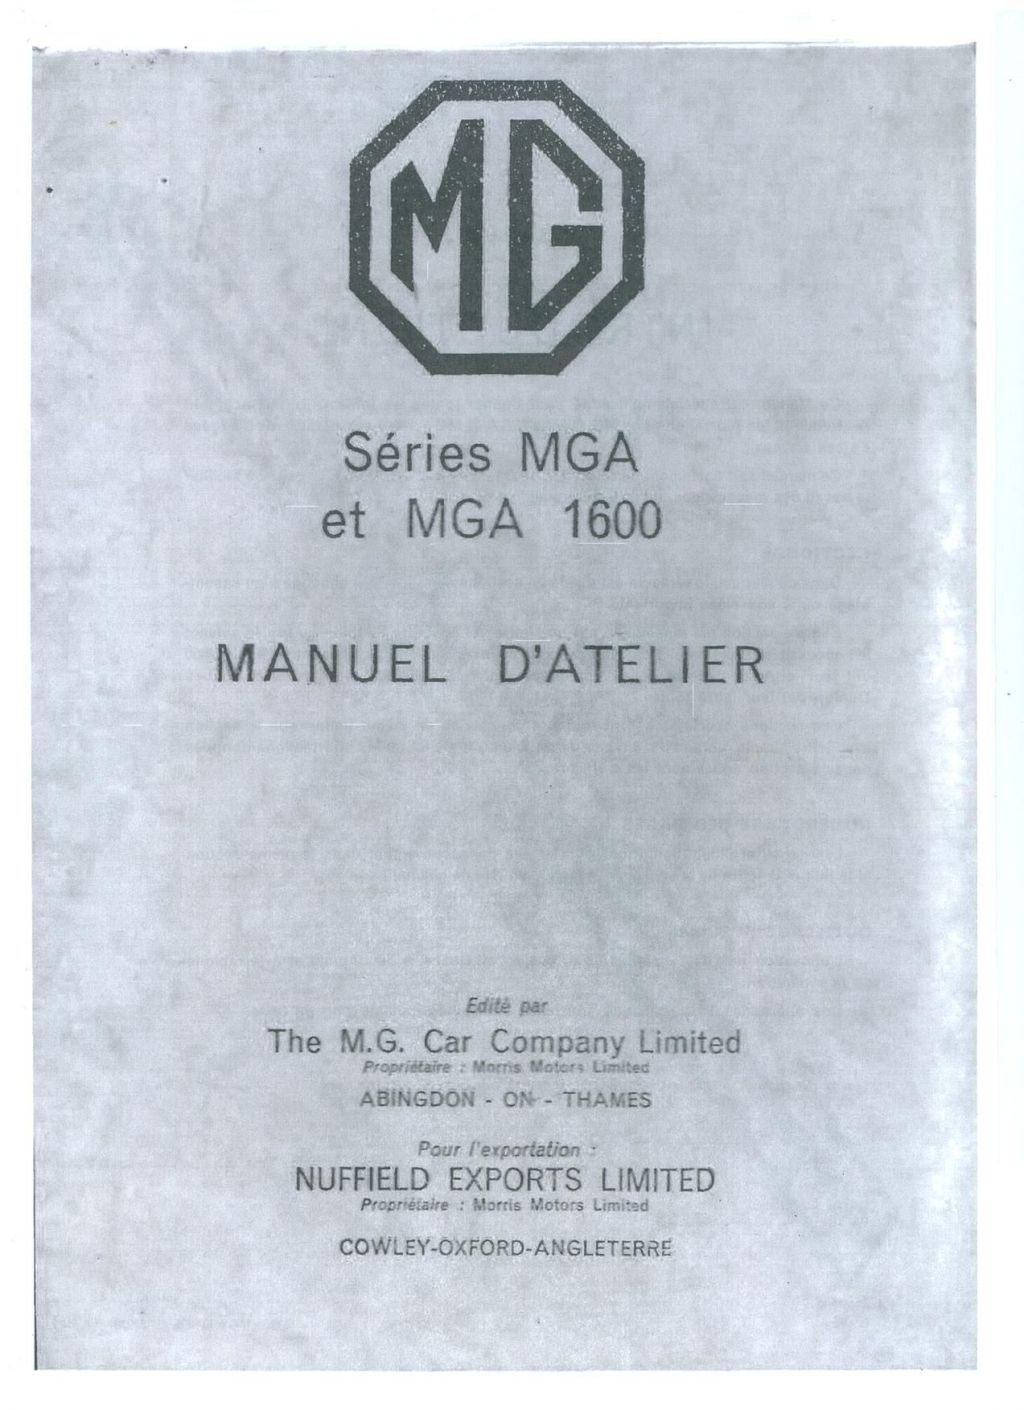 MG
Séries MGA
et MGA 1600
MANUEL D'ATELIER
Edité par
The M.G. Car Company Limited
Propriétaire : Morris Motors Limited
ABINGDON - ON - THAMES
Pour l'exportation :
NUFFIELD EXPORTS LIMITED
Propriétaire : Morris Motors Limited
COWLEY-OXFORD-ANGLETERRE